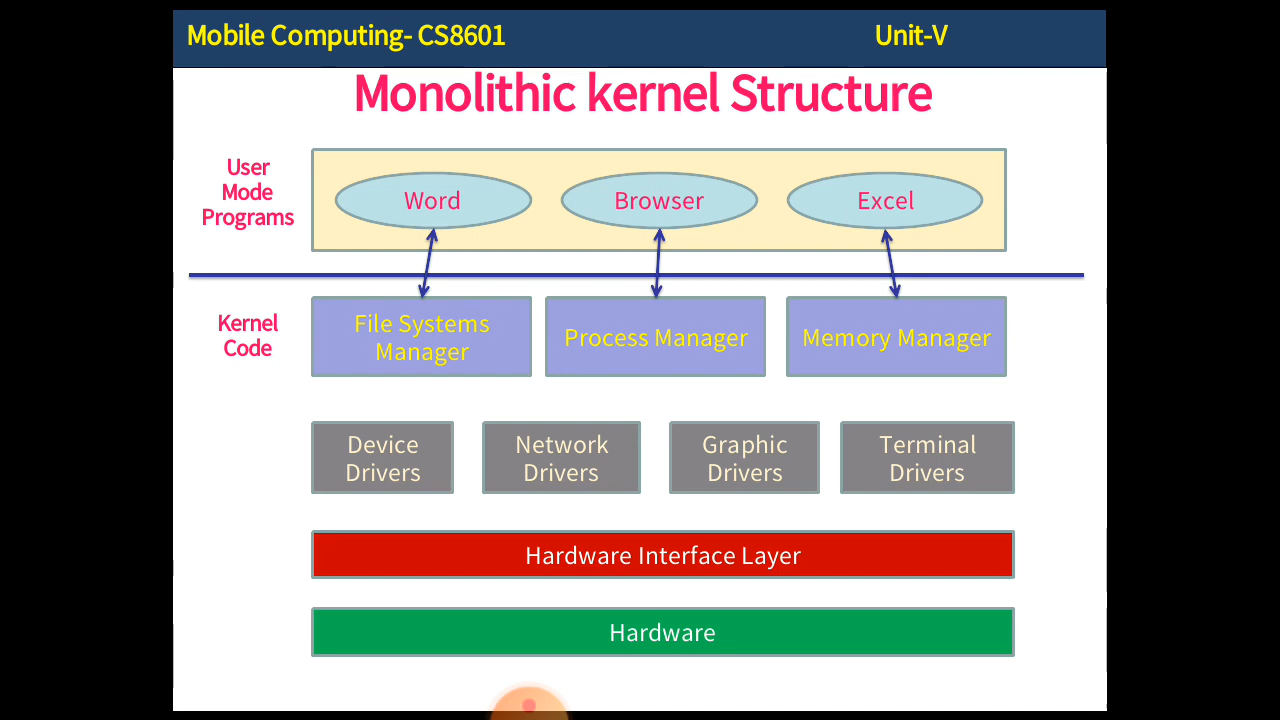 Mobile Computing- CS8601 Unit-V
Monolithic kernel Structure
User
Mode
Programs
Word Browser Excel
Kernel
Code
File Systems
Manager
Process Manager
Memory Manager
Device
Drivers
Network
Drivers
Graphic
Drivers
Terminal
Drivers
Hardware Interface Layer
Hardware